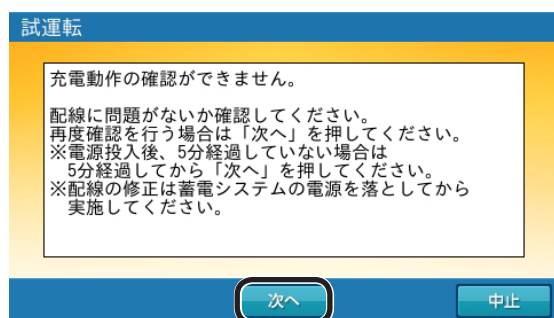 試運転
充電動作の確認ができません。
配線に問題がないか確認してください。
再度確認を行う場合は「次へ」を押してください。
※電源投入後、5分経過していない場合は
5分経過してから「次へ」を押してください。
※配線の修正は蓄電システムの電源を落としてから
実施してください。
次へ
中止